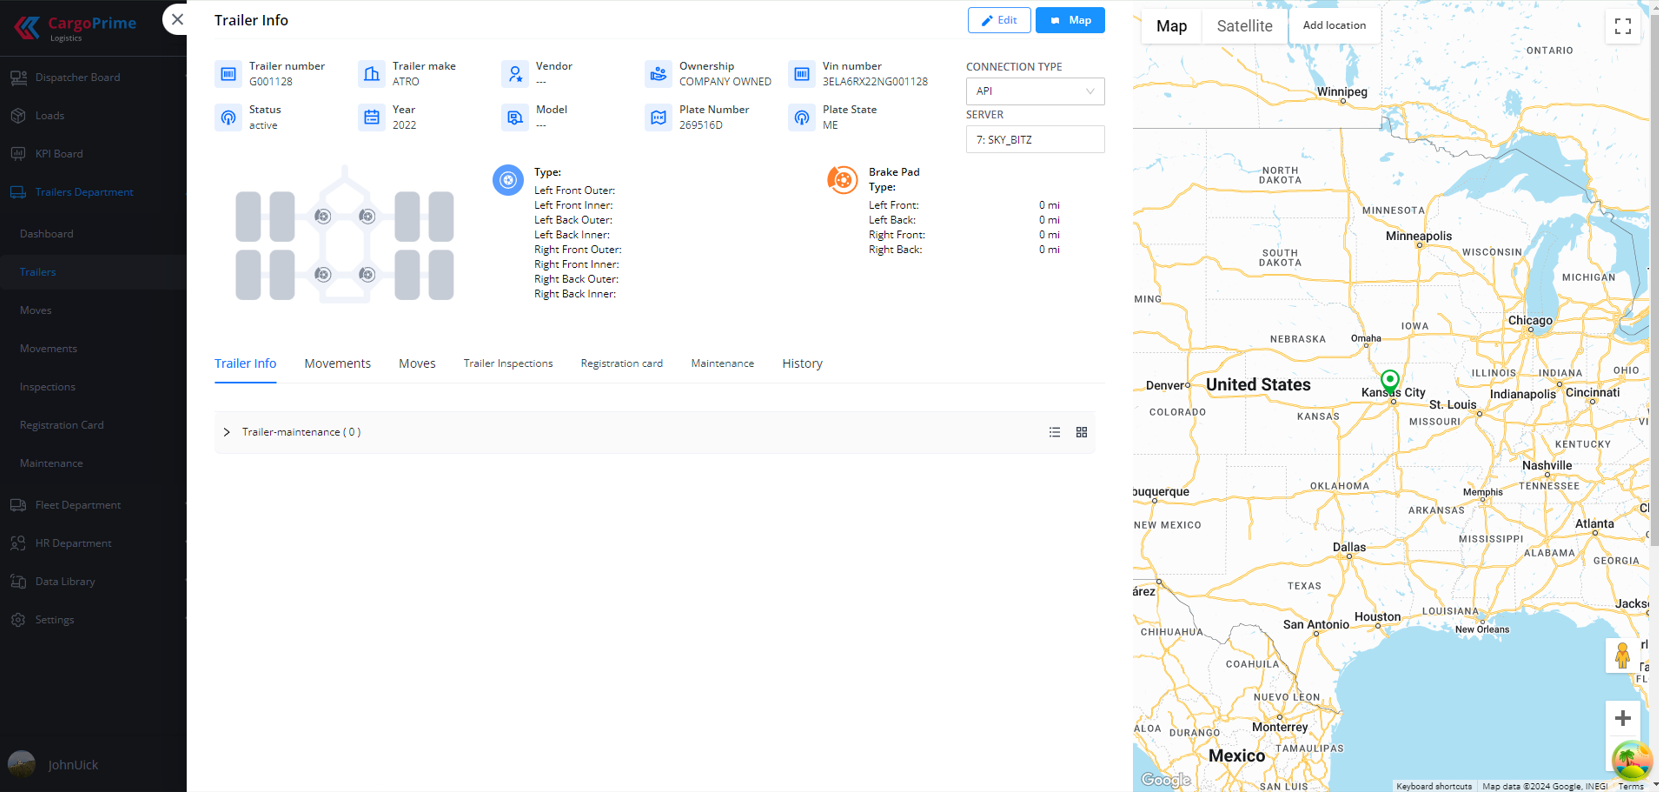 CargoPrime
Logistics
Dispatcher Board
Loads
KPI Board
Trailers Department
Dashboard
Trailers
Moves
Movements
Inspections
Registration Card
Maintenance
Fleet Department
HR Department
Data Library
Settings
JohnUick
Trailer Info
Edit
Map
Trailer number
G001128
Trailer make
ATRO
Vendor
---
Ownership
COMPANY OWNED
Vin number
3ELA6RX22NG001128
Status
active
Year
2022
Model
---
Plate Number
269516D
Plate State
ME
CONNECTION TYPE
API
SERVER
7: SKY_BITZ
Type:
Left Front Outer:
Left Front Inner:
Left Back Outer:
Left Back Inner:
Right Front Outer:
Right Front Inner:
Right Back Outer:
Right Back Inner:
Brake Pad
Type:
Left Front: 0 mi
Left Back: 0 mi
Right Front: 0 mi
Right Back: 0 mi
Trailer Info Movements Moves Trailer Inspections Registration card Maintenance History
Trailer-maintenance ( 0 )
Map Satellite Add location
ONTARIO
Winnipeg
NORTH
DAKOTA
MINNESOTA
Minneapolis
SOUTH
DAKOTA
WISCONSIN
MICHIGAN
MING
Chicago
IOWA
NEBRASKA
Omaha
ILLINOIS
INDIANA
OHIO
Denver
United States
Kansas City
Indianapolis
Cincinnati
COLORADO
St. Louis
KANSAS
MISSOURI
VI
KENTUCKY
Nashville
TENNESSEE
OKLAHOMA
buquerque
Memphis
ARKANSAS
NEW MEXICO
Atlanta
MISSISSIPPI
Dallas
ALABAMA
GEORGIA
TEXAS
árez
Jackso
LOUISIANA
Houston
San Antonio
New Orleans
CHIHUAHUA
COAHUILA
FL
NUEVO LEON
Monterrey
ALOA
DURANGO
TAMAULIPAS
Mexico
SAN LUIS
Google
Keyboard shortcuts
Map data ©2024 Google, INEGI
Terms